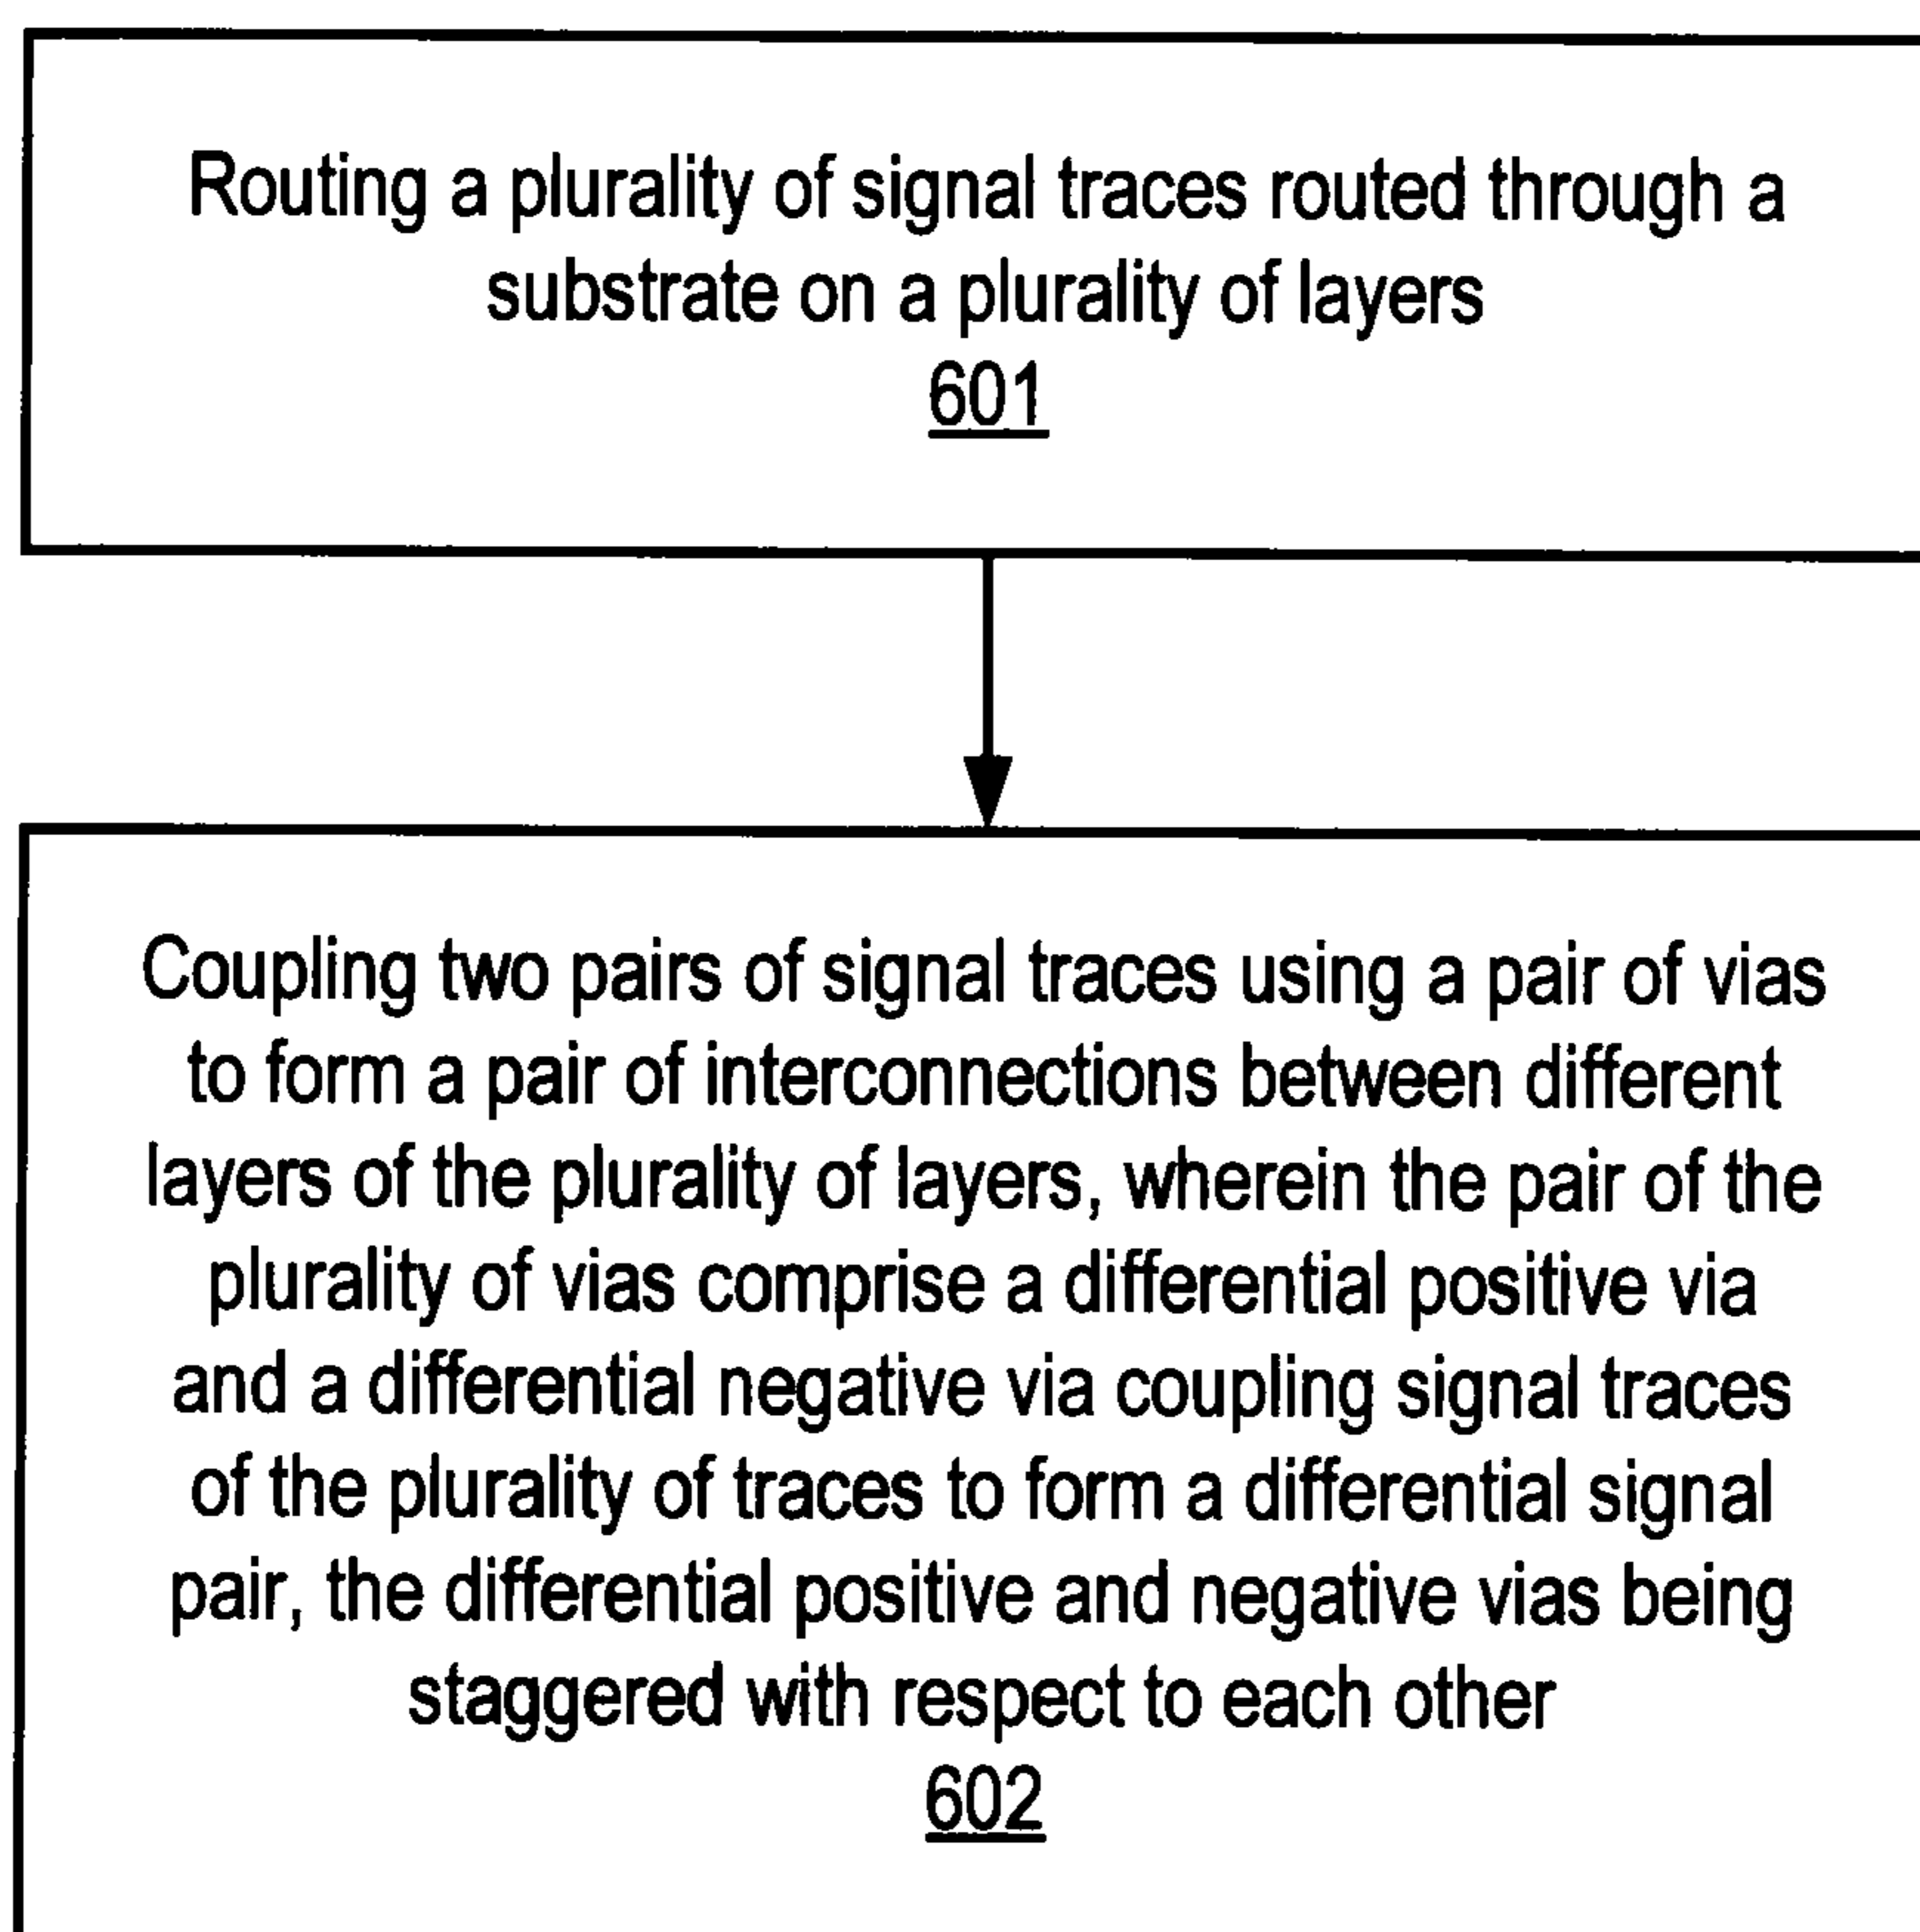 Routing a plurality of signal traces routed through a
substrate on a plurality of layers
601
Coupling two pairs of signal traces using a pair of vias
to form a pair of interconnections between different
layers of the plurality of layers, wherein the pair of the
plurality of vias comprise a differential positive via
and a differential negative via coupling signal traces
of the plurality of traces to form a differential signal
pair, the differential positive and negative vias being
staggered with respect to each other
602